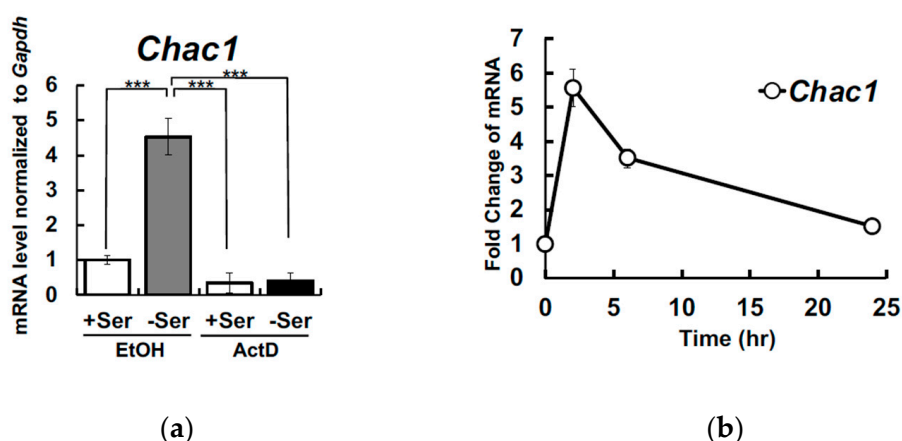 Chac1
mRNA level normalized to Gapdh
6
5
4
3
2
1
0
*** *** ***
+Ser -Ser +Ser -Ser
EtOH ActD
(a)
Fold Change of mRNA
7
6
5
4
3
2
1
0
Chac1
0 5 10 15 20 25
Time (hr)
(b)